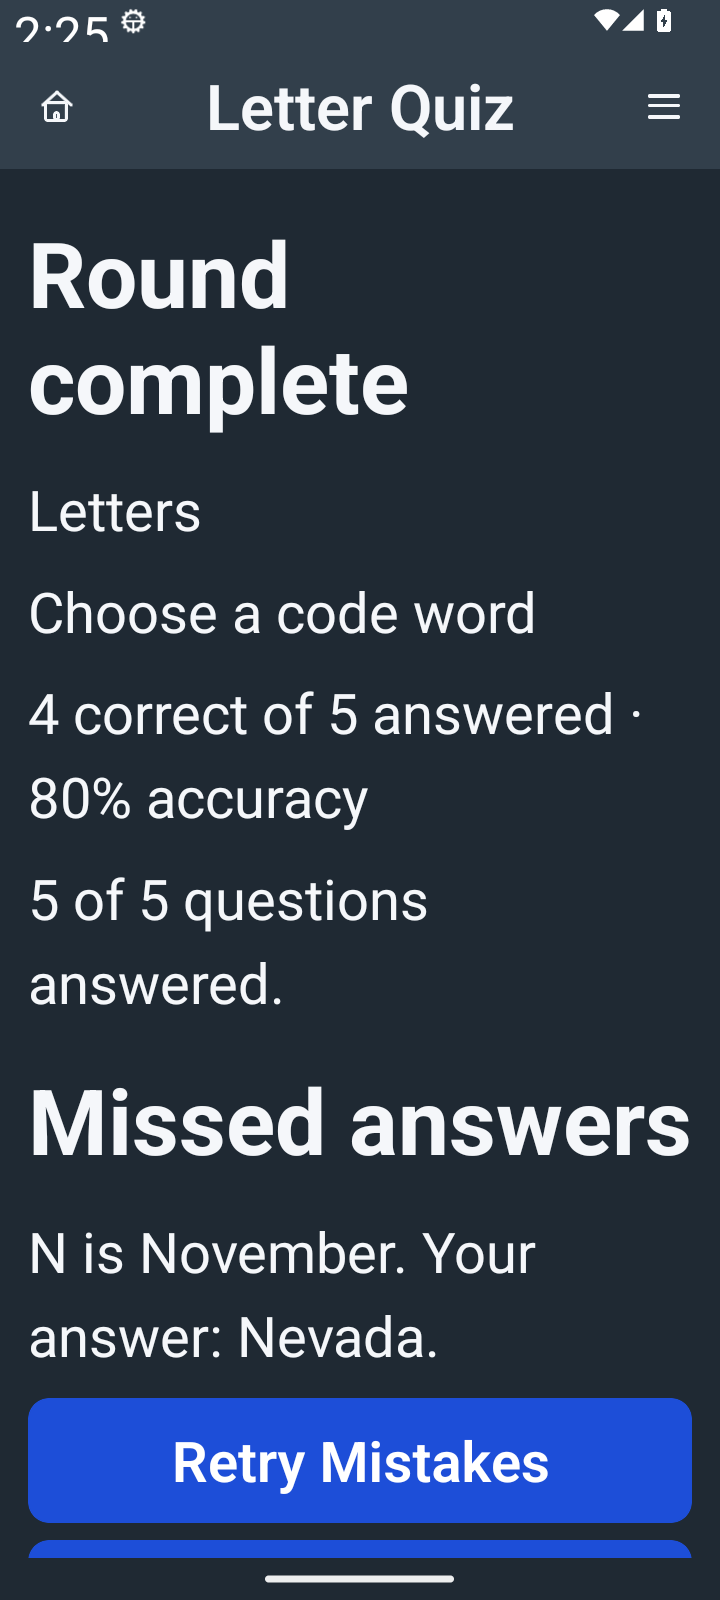 2:25
Letter Quiz
Round
complete
Letters
Choose a code word
4 correct of 5 answered ·
80% accuracy
5 of 5 questions
answered.
Missed answers
N is November. Your
answer: Nevada.
Retry Mistakes